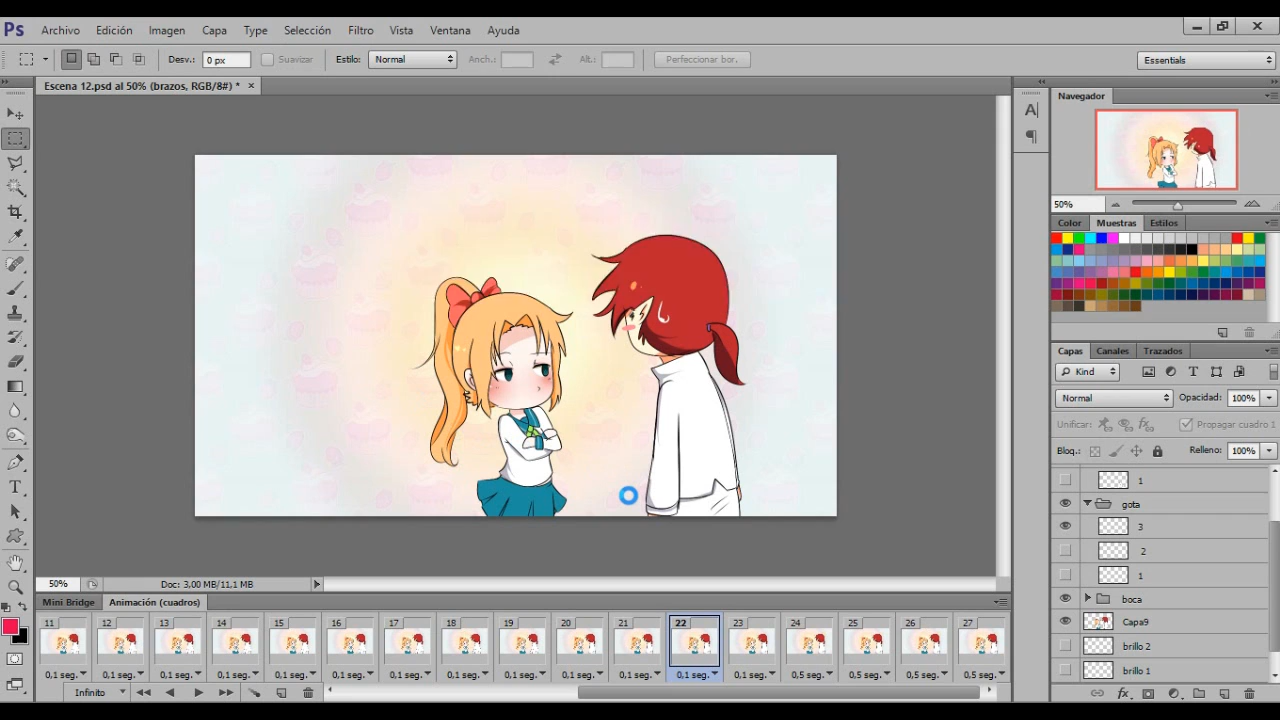 Ps Archivo Edición Imagen Capa Type Selección Filtro Vista Ventana Ayuda
Desv.: 0 px Suavizar Estilo: Normal Anch.: Alt.: Perfeccionar bor. Essentials
Escena 12.psd al 50% (brazos, RGB/8#) * ×
Navegador
50%
Color Muestras Estilos
Capas Canales Trazados
Kind
Normal Opacidad: 100%
Unificar: Propagar cuadro 1
Bloq.: Relleno: 100%
1
gota
3
2
1
boca
Capa9
brillo 2
brillo 1
50% Doc: 3,00 MB/11,1 MB
Mini Bridge Animación (cuadros)
11 12 13 14 15 16 17 18 19 20 21 22 23 24 25 26 27
0,1 seg. 0,1 seg. 0,1 seg. 0,1 seg. 0,1 seg. 0,1 seg. 0,1 seg. 0,1 seg. 0,1 seg. 0,1 seg. 0,1 seg. 0,1 seg. 0,1 seg. 0,5 seg. 0,5 seg. 0,5 seg. 0,5 seg.
Infinito